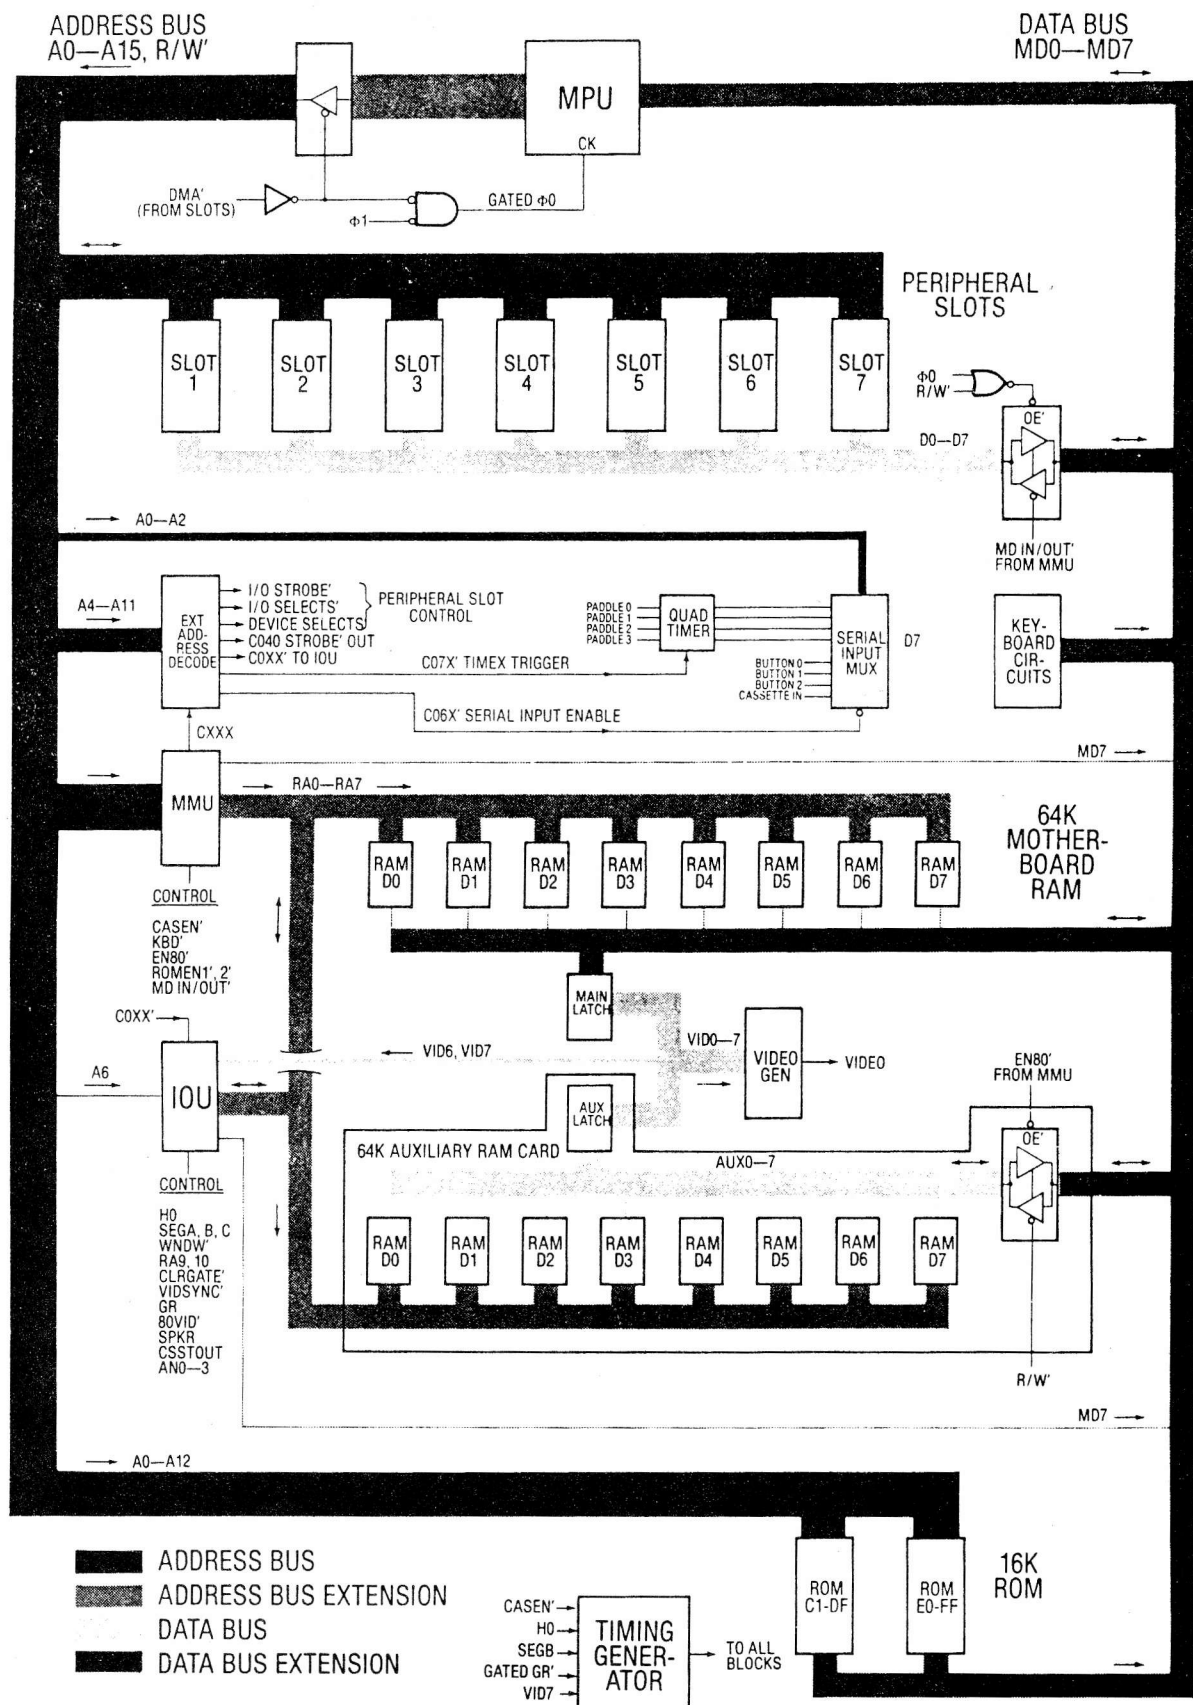 ADDRESS BUS
A0—A15, R/W'
DATA BUS
MD0—MD7
MPU
CK
DMA'
(FROM SLOTS)
Φ1
GATED Φ0
PERIPHERAL
SLOTS
SLOT
1
SLOT
2
SLOT
3
SLOT
4
SLOT
5
SLOT
6
SLOT
7
Φ0
R/W'
OE'
D0—D7
MD IN/OUT'
FROM MMU
A0—A2
A4—A11
EXT
ADD-
RESS
DECODE
I/O STROBE'
I/O SELECTS'
DEVICE SELECTS'
C040 STROBE' OUT
C0XX' TO IOU
PERIPHERAL SLOT
CONTROL
C07X' TIMEX TRIGGER
C06X' SERIAL INPUT ENABLE
PADDLE 0
PADDLE 1
PADDLE 2
PADDLE 3
QUAD
TIMER
BUTTON 0
BUTTON 1
BUTTON 2
CASSETTE IN
SERIAL
INPUT
MUX
D7
KEY-
BOARD
CIR-
CUITS
CXXX
MD7
MMU
RA0—RA7
RAM
D0
RAM
D1
RAM
D2
RAM
D3
RAM
D4
RAM
D5
RAM
D6
RAM
D7
64K
MOTHER-
BOARD
RAM
CONTROL
CASEN'
KBD'
EN80'
ROMEN1', 2'
MD IN/OUT'
MAIN
LATCH
C0XX'
VID6, VID7
VID0—7
VIDEO
GEN
VIDEO
A6
IOU
AUX
LATCH
EN80'
FROM MMU
OE'
64K AUXILIARY RAM CARD
AUX0—7
CONTROL
H0
SEGA, B, C
WNDW'
RA9, 10
CLRGATE'
VIDSYNC'
GR
80VID'
SPKR
CSSTOUT
AN0—3
RAM
D0
RAM
D1
RAM
D2
RAM
D3
RAM
D4
RAM
D5
RAM
D6
RAM
D7
R/W'
MD7
A0—A12
ADDRESS BUS
ADDRESS BUS EXTENSION
DATA BUS
DATA BUS EXTENSION
CASEN'
H0
SEGB
GATED GR'
VID7
TIMING
GENER-
ATOR
TO ALL
BLOCKS
ROM
C1-DF
ROM
E0-FF
16K
ROM